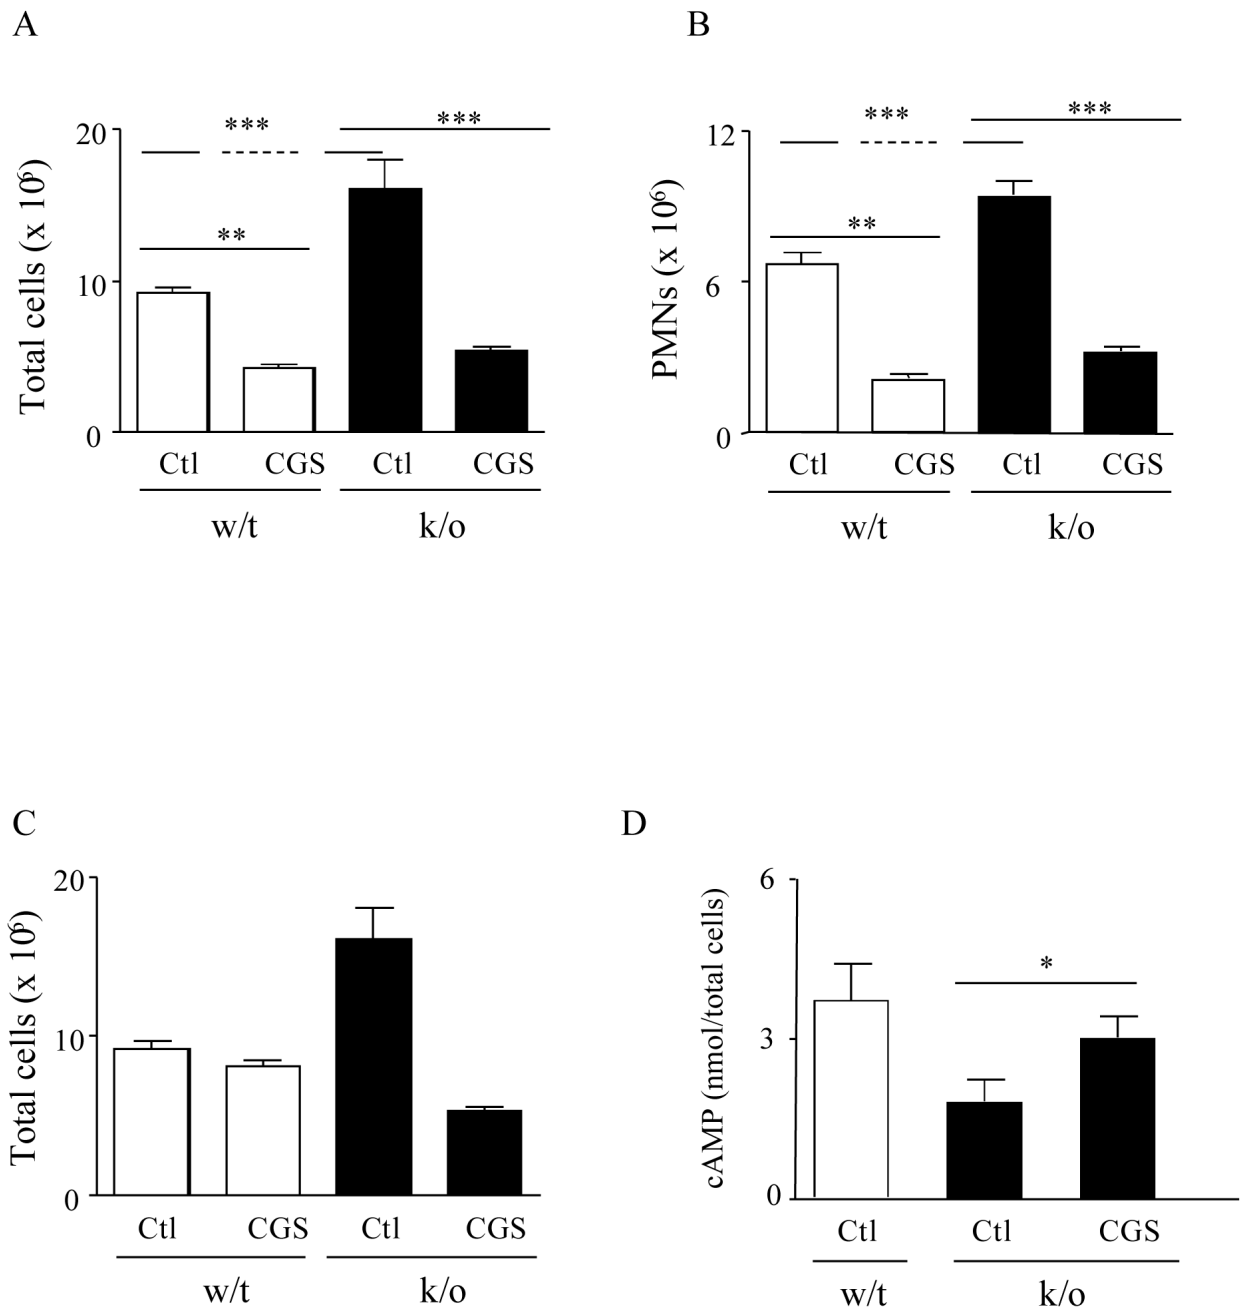 A
Total cells (x 10⁶)
20
10
0
***
***
**
Ctl CGS Ctl CGS
w/t k/o
B
PMNs (x 10⁶)
12
6
0
***
***
**
Ctl CGS Ctl CGS
w/t k/o
C
Total cells (x 10⁶)
20
10
0
Ctl CGS Ctl CGS
w/t k/o
D
cAMP (nmol/total cells)
6
3
0
*
Ctl Ctl CGS
w/t k/o